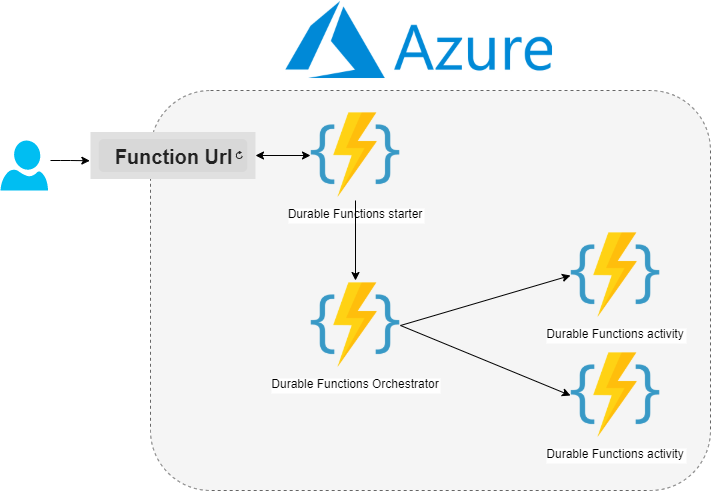 Azure
Function Url
Durable Functions starter
Durable Functions Orchestrator
Durable Functions activity
Durable Functions activity